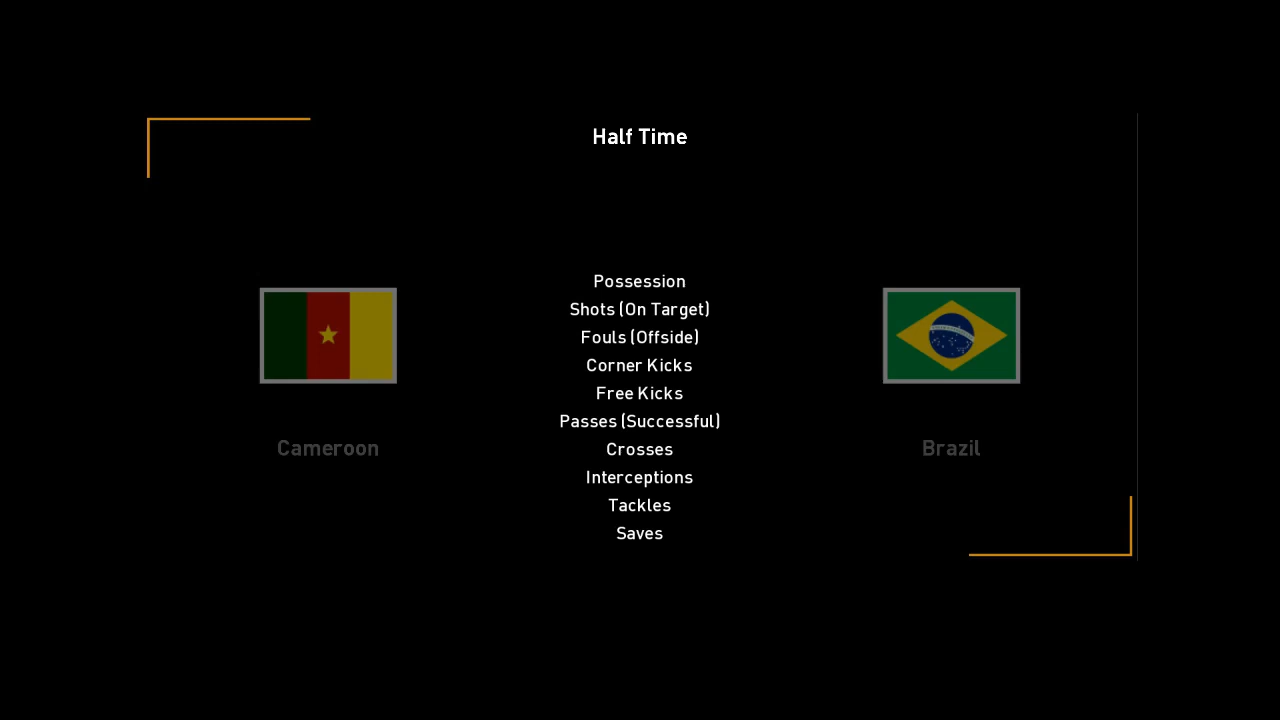 Half Time
Possession
Shots (On Target)
Fouls (Offside)
Corner Kicks
Free Kicks
Passes (Successful)
Crosses
Interceptions
Tackles
Saves
Cameroon
Brazil